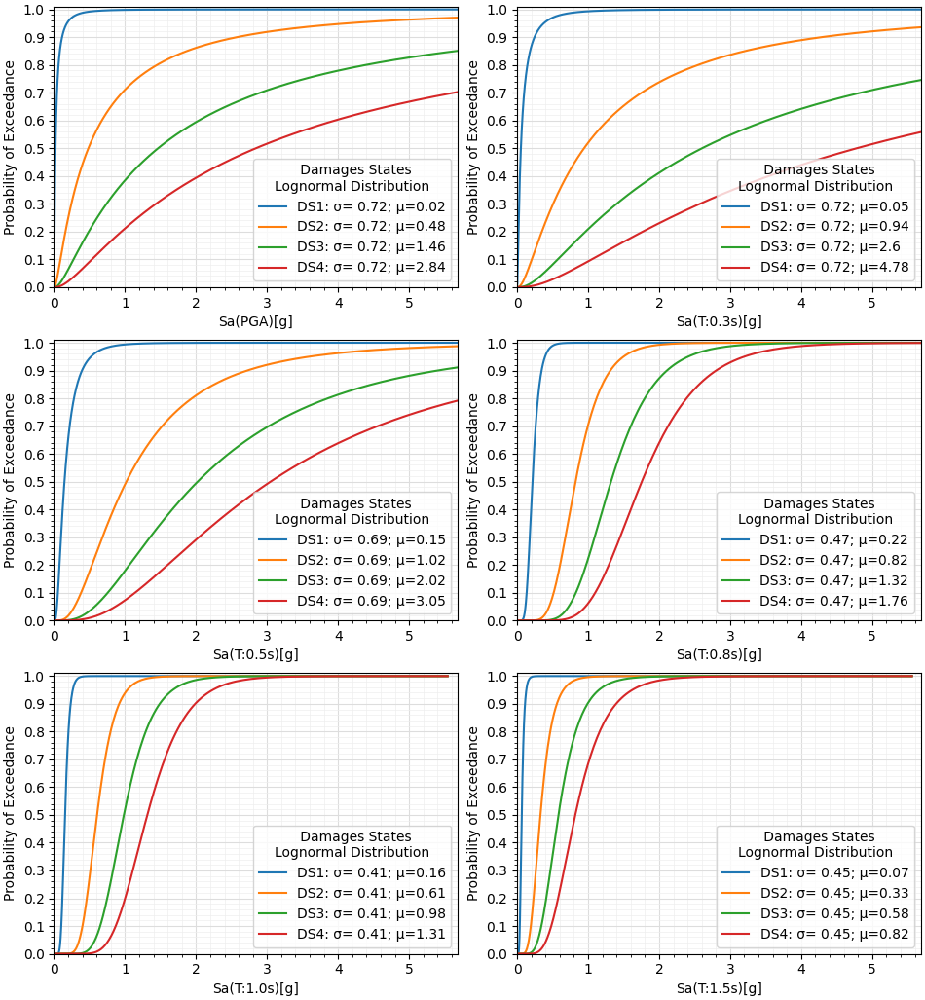 Probability of Exceedance
1.0
0.9
0.8
0.7
0.6
0.5
0.4
0.3
0.2
0.1
0.0
Damages States
Lognormal Distribution
DS1: σ= 0.72; μ=0.02
DS2: σ= 0.72; μ=0.48
DS3: σ= 0.72; μ=1.46
DS4: σ= 0.72; μ=2.84
0 1 2 3 4 5
Sa(PGA)[g]
Probability of Exceedance
1.0
0.9
0.8
0.7
0.6
0.5
0.4
0.3
0.2
0.1
0.0
Damages States
Lognormal Distribution
DS1: σ= 0.72; μ=0.05
DS2: σ= 0.72; μ=0.94
DS3: σ= 0.72; μ=2.6
DS4: σ= 0.72; μ=4.78
0 1 2 3 4 5
Sa(T:0.3s)[g]
Probability of Exceedance
1.0
0.9
0.8
0.7
0.6
0.5
0.4
0.3
0.2
0.1
0.0
Damages States
Lognormal Distribution
DS1: σ= 0.69; μ=0.15
DS2: σ= 0.69; μ=1.02
DS3: σ= 0.69; μ=2.02
DS4: σ= 0.69; μ=3.05
0 1 2 3 4 5
Sa(T:0.5s)[g]
Probability of Exceedance
1.0
0.9
0.8
0.7
0.6
0.5
0.4
0.3
0.2
0.1
0.0
Damages States
Lognormal Distribution
DS1: σ= 0.47; μ=0.22
DS2: σ= 0.47; μ=0.82
DS3: σ= 0.47; μ=1.32
DS4: σ= 0.47; μ=1.76
0 1 2 3 4 5
Sa(T:0.8s)[g]
Probability of Exceedance
1.0
0.9
0.8
0.7
0.6
0.5
0.4
0.3
0.2
0.1
0.0
Damages States
Lognormal Distribution
DS1: σ= 0.41; μ=0.16
DS2: σ= 0.41; μ=0.61
DS3: σ= 0.41; μ=0.98
DS4: σ= 0.41; μ=1.31
0 1 2 3 4 5
Sa(T:1.0s)[g]
Probability of Exceedance
1.0
0.9
0.8
0.7
0.6
0.5
0.4
0.3
0.2
0.1
0.0
Damages States
Lognormal Distribution
DS1: σ= 0.45; μ=0.07
DS2: σ= 0.45; μ=0.33
DS3: σ= 0.45; μ=0.58
DS4: σ= 0.45; μ=0.82
0 1 2 3 4 5
Sa(T:1.5s)[g]